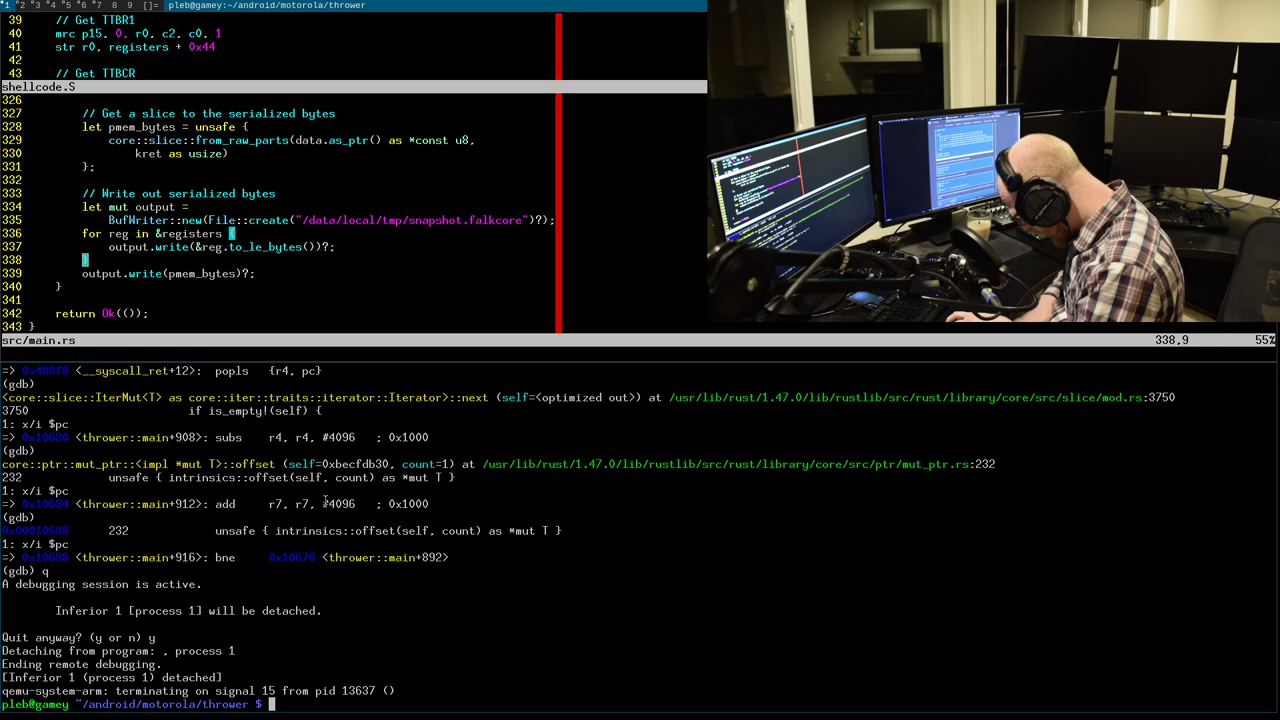 1 2 3 4 5 6 7 8 9 []= pleb@gamey:~/android/motorola/thrower
39 // Get TTBR1
40 mrc p15, 0, r0, c2, c0, 1
41 str r0, registers + 0x44
42
43 // Get TTBCR
shellcode.S
326
327 // Get a slice to the serialized bytes
328 let pmem_bytes = unsafe {
329 core::slice::from_raw_parts(data.as_ptr() as *const u8,
330 kret as usize)
331 };
332
333 // Write out serialized bytes
334 let mut output =
335 BufWriter::new(File::create("/data/local/tmp/snapshot.falkcore")?);
336 for reg in &registers {
337 output.write(&reg.to_le_bytes())?;
338 }
339 output.write(pmem_bytes)?;
340 }
341
342 return Ok(());
343 }
src/main.rs 338,9 55%
=> 0x488f8 <__syscall_ret+12>: popls {r4, pc}
(gdb)
<core::slice::IterMut<T> as core::iter::traits::iterator::Iterator>::next (self=<optimized out>) at /usr/lib/rust/1.47.0/lib/rustlib/src/rust/library/core/src/slice/mod.rs:3750
3750 if is_empty!(self) {
1: x/i $pc
=> 0x10680 <thrower::main+908>: subs r4, r4, #4096 ; 0x1000
(gdb)
core::ptr::mut_ptr::<impl *mut T>::offset (self=0xbecfdb30, count=1) at /usr/lib/rust/1.47.0/lib/rustlib/src/rust/library/core/src/ptr/mut_ptr.rs:232
232 unsafe { intrinsics::offset(self, count) as *mut T }
1: x/i $pc
=> 0x10684 <thrower::main+912>: add r7, r7, #4096 ; 0x1000
(gdb)
0x00010688 232 unsafe { intrinsics::offset(self, count) as *mut T }
1: x/i $pc
=> 0x10688 <thrower::main+916>: bne 0x10670 <thrower::main+892>
(gdb) q
A debugging session is active.
Inferior 1 [process 1] will be detached.
Quit anyway? (y or n) y
Detaching from program: , process 1
Ending remote debugging.
[Inferior 1 (process 1) detached]
qemu-system-arm: terminating on signal 15 from pid 13637 ()
pleb@gamey ~/android/motorola/thrower $